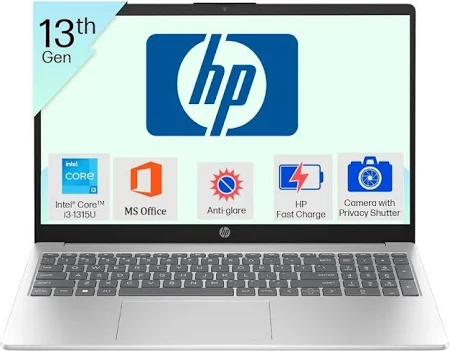 13th
Gen
hp
intel
CORE
i3
Intel® Core™
i3-1315U
MS Office
Anti-glare
HP
Fast Charge
Camera with
Privacy Shutter
hp